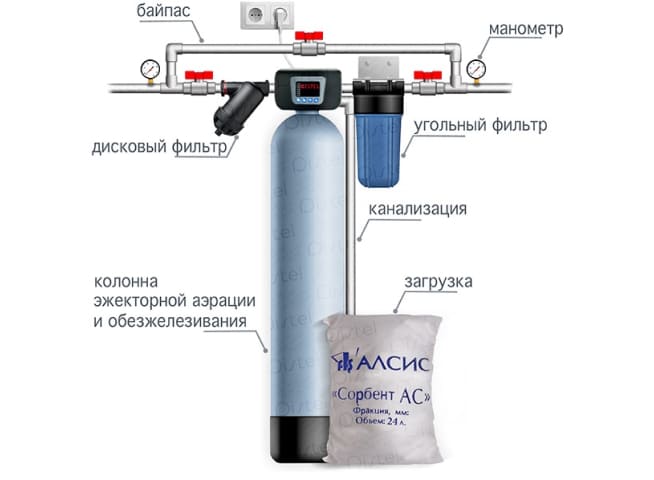 байпас
манометр
дисковый фильтр
угольный фильтр
канализация
колонна
эжекторной аэрации
и обезжелезивания
загрузка
АЛСИС
«Сорбент АС»
Фракция, мм:
Объем: 24 л.
Distel